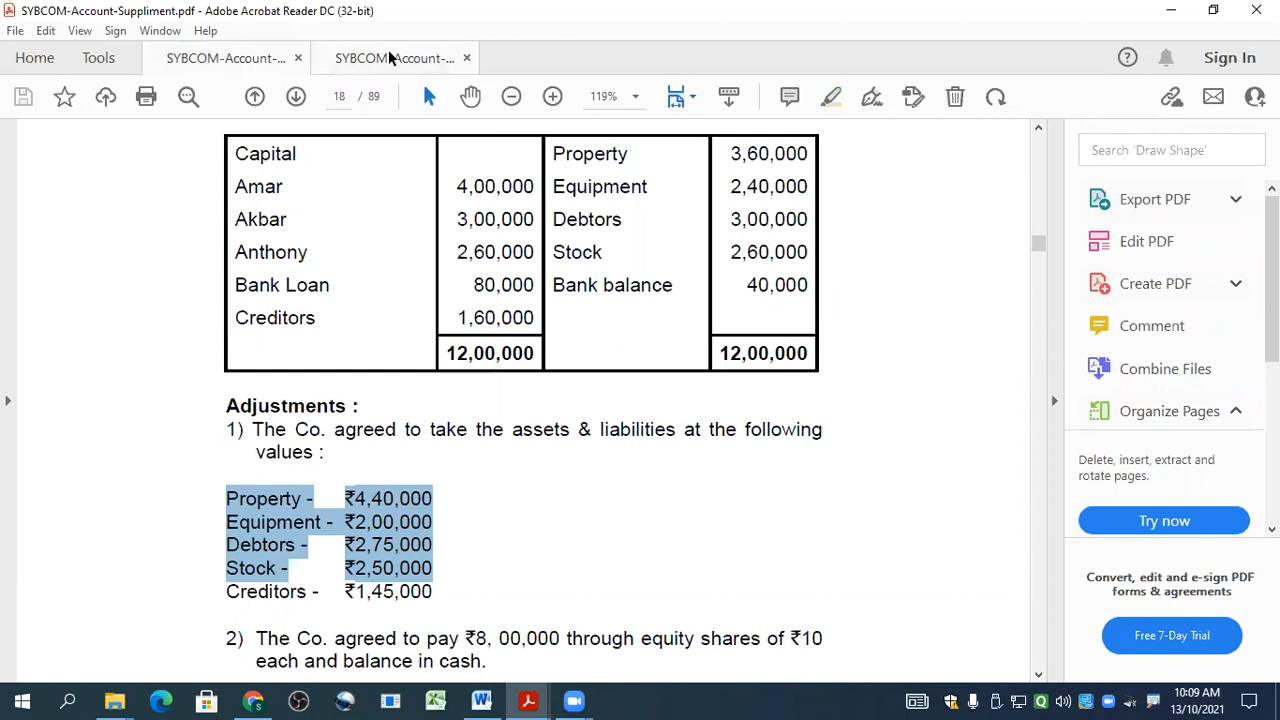 SYBCOM-Account-Suppliment.pdf - Adobe Acrobat Reader DC (32-bit)
File Edit View Sign Window Help
Home Tools SYBCOM-Account-... × SYBCOM-Account-... × Sign In
18 / 89 119%
Capital Property 3,60,000
Amar 4,00,000 Equipment 2,40,000
Akbar 3,00,000 Debtors 3,00,000
Anthony 2,60,000 Stock 2,60,000
Bank Loan 80,000 Bank balance 40,000
Creditors 1,60,000
12,00,000 12,00,000
Adjustments :
1) The Co. agreed to take the assets & liabilities at the following
values :
Property - ₹4,40,000
Equipment - ₹2,00,000
Debtors - ₹2,75,000
Stock - ₹2,50,000
Creditors - ₹1,45,000
2) The Co. agreed to pay ₹8, 00,000 through equity shares of ₹10
each and balance in cash.
Search 'Draw Shape'
Export PDF
Edit PDF
Create PDF
Comment
Combine Files
Organize Pages
Delete, insert, extract and
rotate pages.
Try now
Convert, edit and e-sign PDF
forms & agreements
Free 7-Day Trial
10:09 AM
13/10/2021